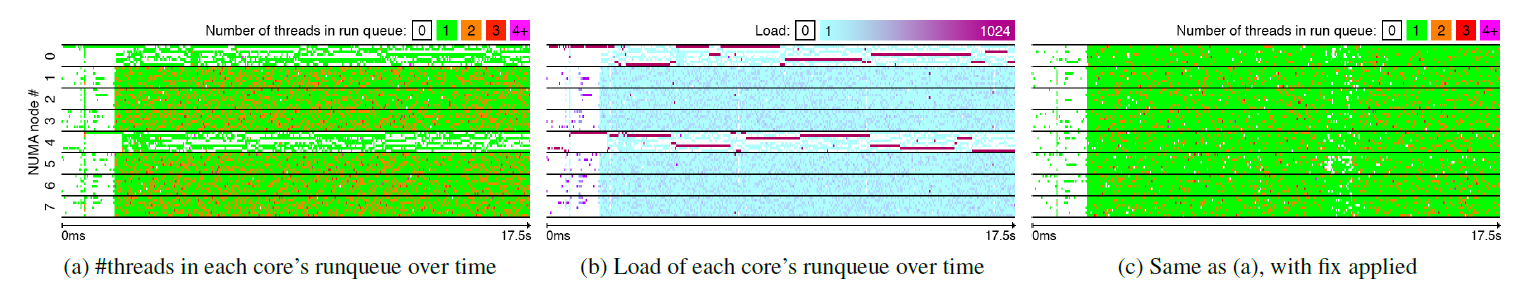 Number of threads in run queue: 0 1 2 3 4+
NUMA node #
0
1
2
3
4
5
6
7
0ms 17.5s
(a) #threads in each core's runqueue over time
Load: 0 1 1024
0ms 17.5s
(b) Load of each core's runqueue over time
Number of threads in run queue: 0 1 2 3 4+
0ms 17.5s
(c) Same as (a), with fix applied